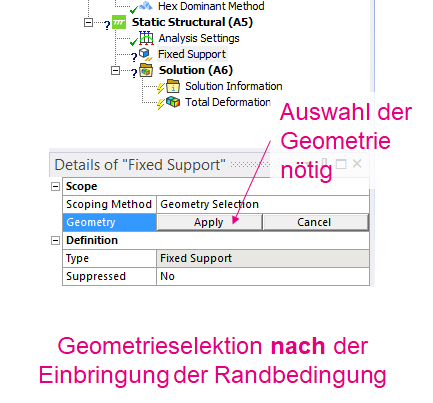 Hex Dominant Method
Static Structural (A5)
Analysis Settings
Fixed Support
Solution (A6)
Solution Information
Total Deformation
Auswahl der
Geometrie
nötig
Details of "Fixed Support"
Scope
Scoping Method Geometry Selection
Geometry Apply Cancel
Definition
Type Fixed Support
Suppressed No
Geometrieselektion nach der
Einbringung der Randbedingung